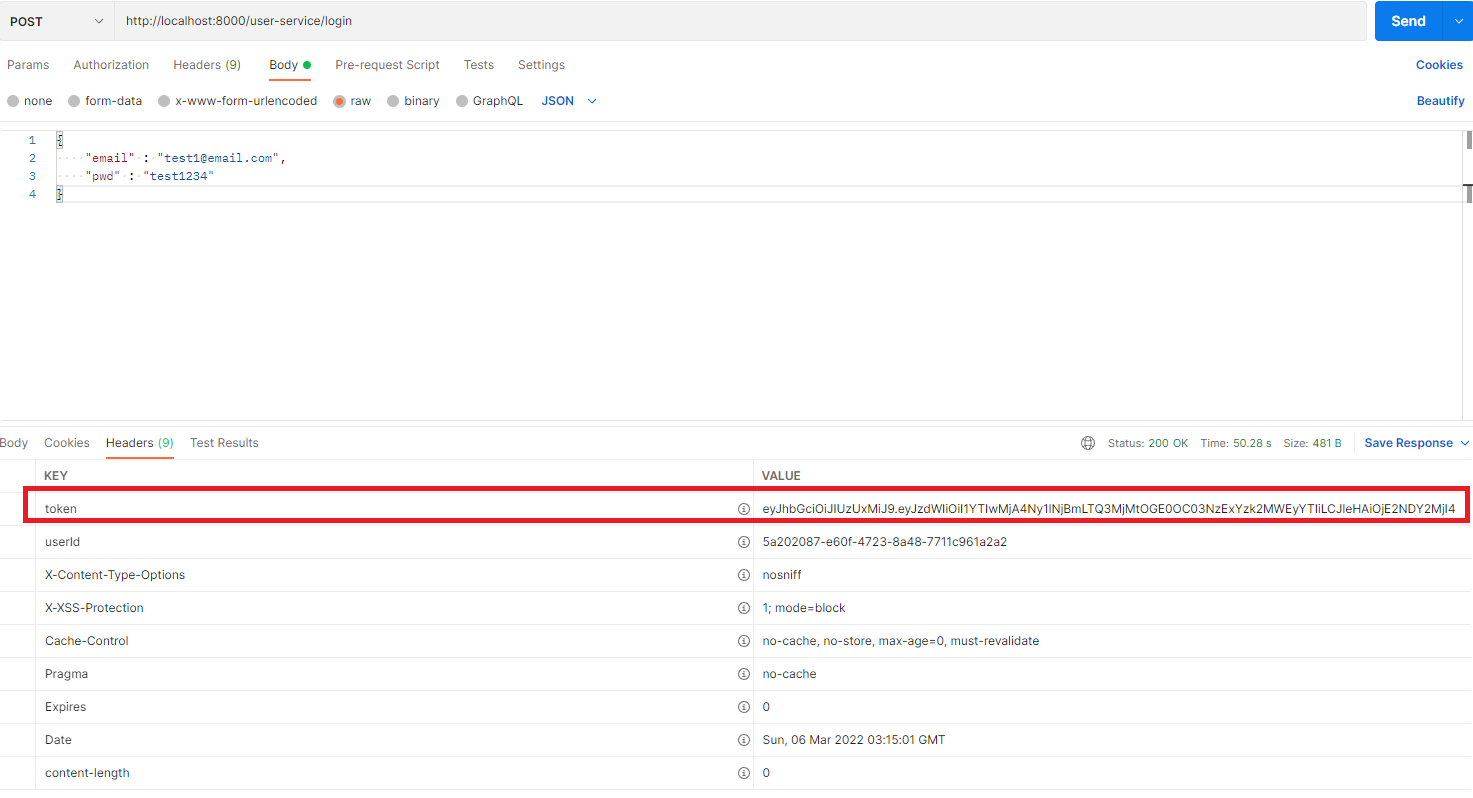 POST http://localhost:8000/user-service/login Send
Params Authorization Headers (9) Body Pre-request Script Tests Settings Cookies
none form-data x-www-form-urlencoded raw binary GraphQL JSON Beautify
1 {
2 "email" : "test1@email.com",
3 "pwd" : "test1234"
4 }
Body Cookies Headers (9) Test Results Status: 200 OK Time: 50.28 s Size: 481 B Save Response
KEY VALUE
token eyJhbGciOiJIUzUxMiJ9.eyJzdWIiOiI1YTIwMjA4Ny1lNjBmLTQ3MjMtOGE0OC03NzExYzk2MWEyYTIiLCJleHAiOjE2NDY2MjI4
userId 5a202087-e60f-4723-8a48-7711c961a2a2
X-Content-Type-Options nosniff
X-XSS-Protection 1; mode=block
Cache-Control no-cache, no-store, max-age=0, must-revalidate
Pragma no-cache
Expires 0
Date Sun, 06 Mar 2022 03:15:01 GMT
content-length 0